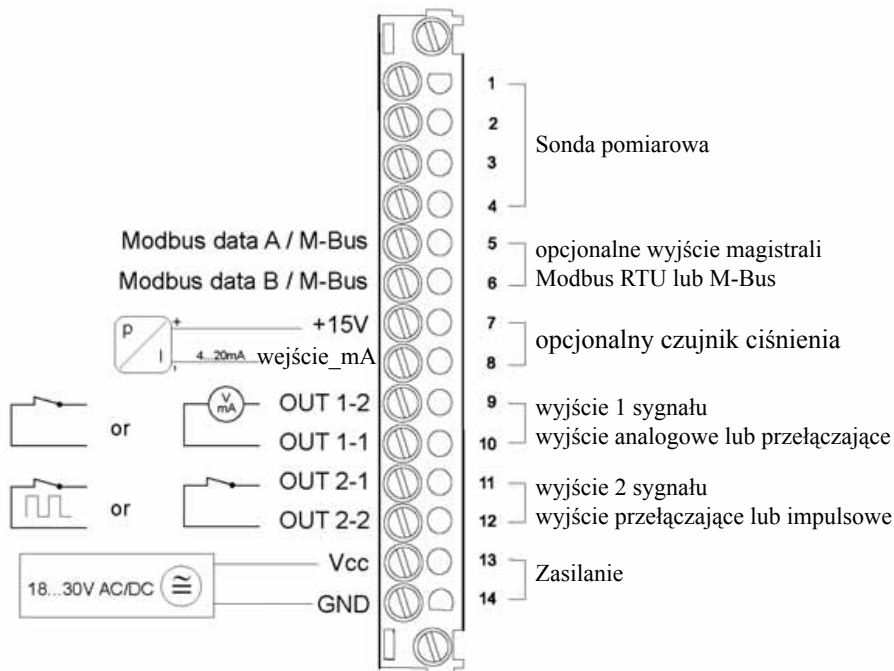 1
2
Sonda pomiarowa
3
4
Modbus data A / M-Bus
5
opcjonalne wyjście magistrali
Modbus data B / M-Bus
6
Modbus RTU lub M-Bus
p
+
+15V
7
opcjonalny czujnik ciśnienia
I
-
4...20mA
wejście_mA
8
V
mA
OUT 1-2
9
wyjście 1 sygnału
or
OUT 1-1
10
wyjście analogowe lub przełączające
OUT 2-1
11
wyjście 2 sygnału
or
OUT 2-2
12
wyjście przełączające lub impulsowe
Vcc
13
Zasilanie
18...30V AC/DC
≅
GND
14